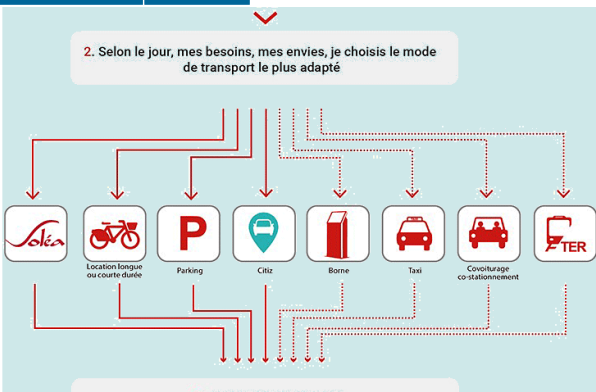 2. Selon le jour, mes besoins, mes envies, je choisis le mode
de transport le plus adapté
Soléa
Location longue
ou courte durée
P
Parking
Citiz
Borne
TAXI
Taxi
Covoiturage
co-stationnement
TER